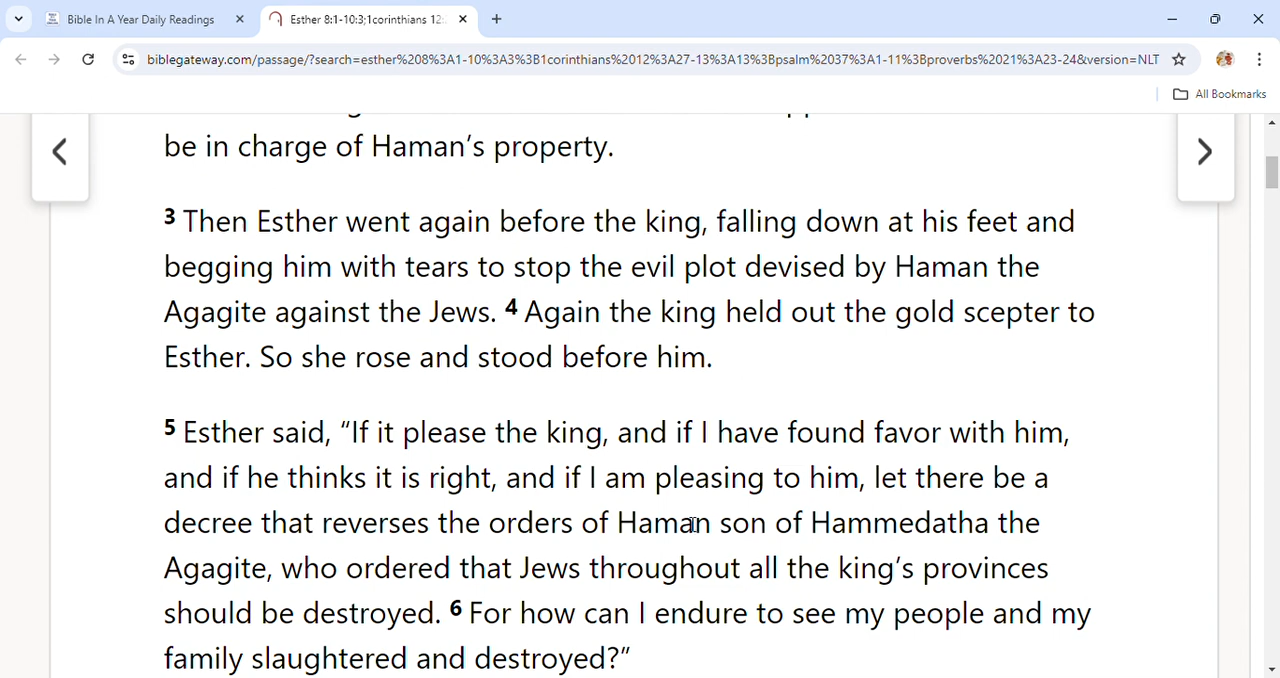 Bible In A Year Daily Readings
Esther 8:1-10:3;1corinthians 12:
biblegateway.com/passage/?search=esther%208%3A1-10%3A3%3B1corinthians%2012%3A27-13%3A13%3Bpsalm%2037%3A1-11%3Bproverbs%2021%3A23-24&version=NLT
All Bookmarks
be in charge of Haman’s property.
3 Then Esther went again before the king, falling down at his feet and
begging him with tears to stop the evil plot devised by Haman the
Agagite against the Jews. 4 Again the king held out the gold scepter to
Esther. So she rose and stood before him.
5 Esther said, “If it please the king, and if I have found favor with him,
and if he thinks it is right, and if I am pleasing to him, let there be a
decree that reverses the orders of Haman son of Hammedatha the
Agagite, who ordered that Jews throughout all the king’s provinces
should be destroyed. 6 For how can I endure to see my people and my
family slaughtered and destroyed?”